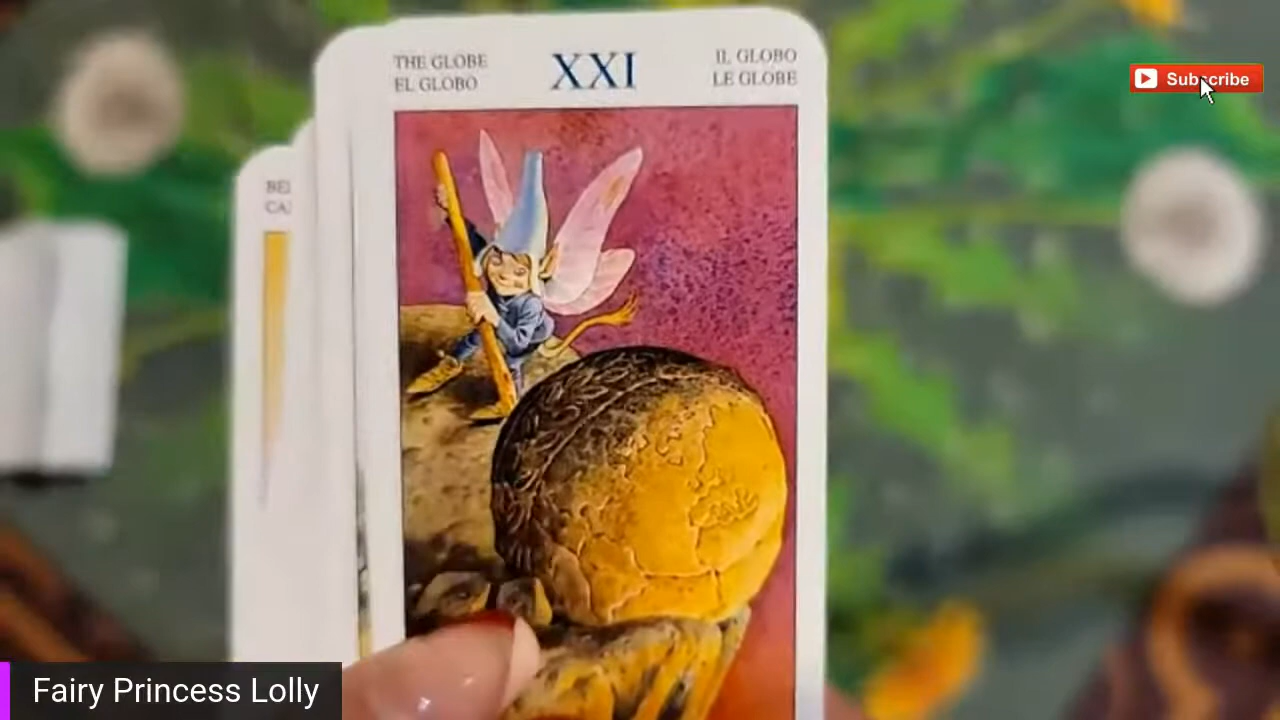 THE GLOBE
EL GLOBO
XXI
IL GLOBO
LE GLOBE
Subscribe
Fairy Princess Lolly